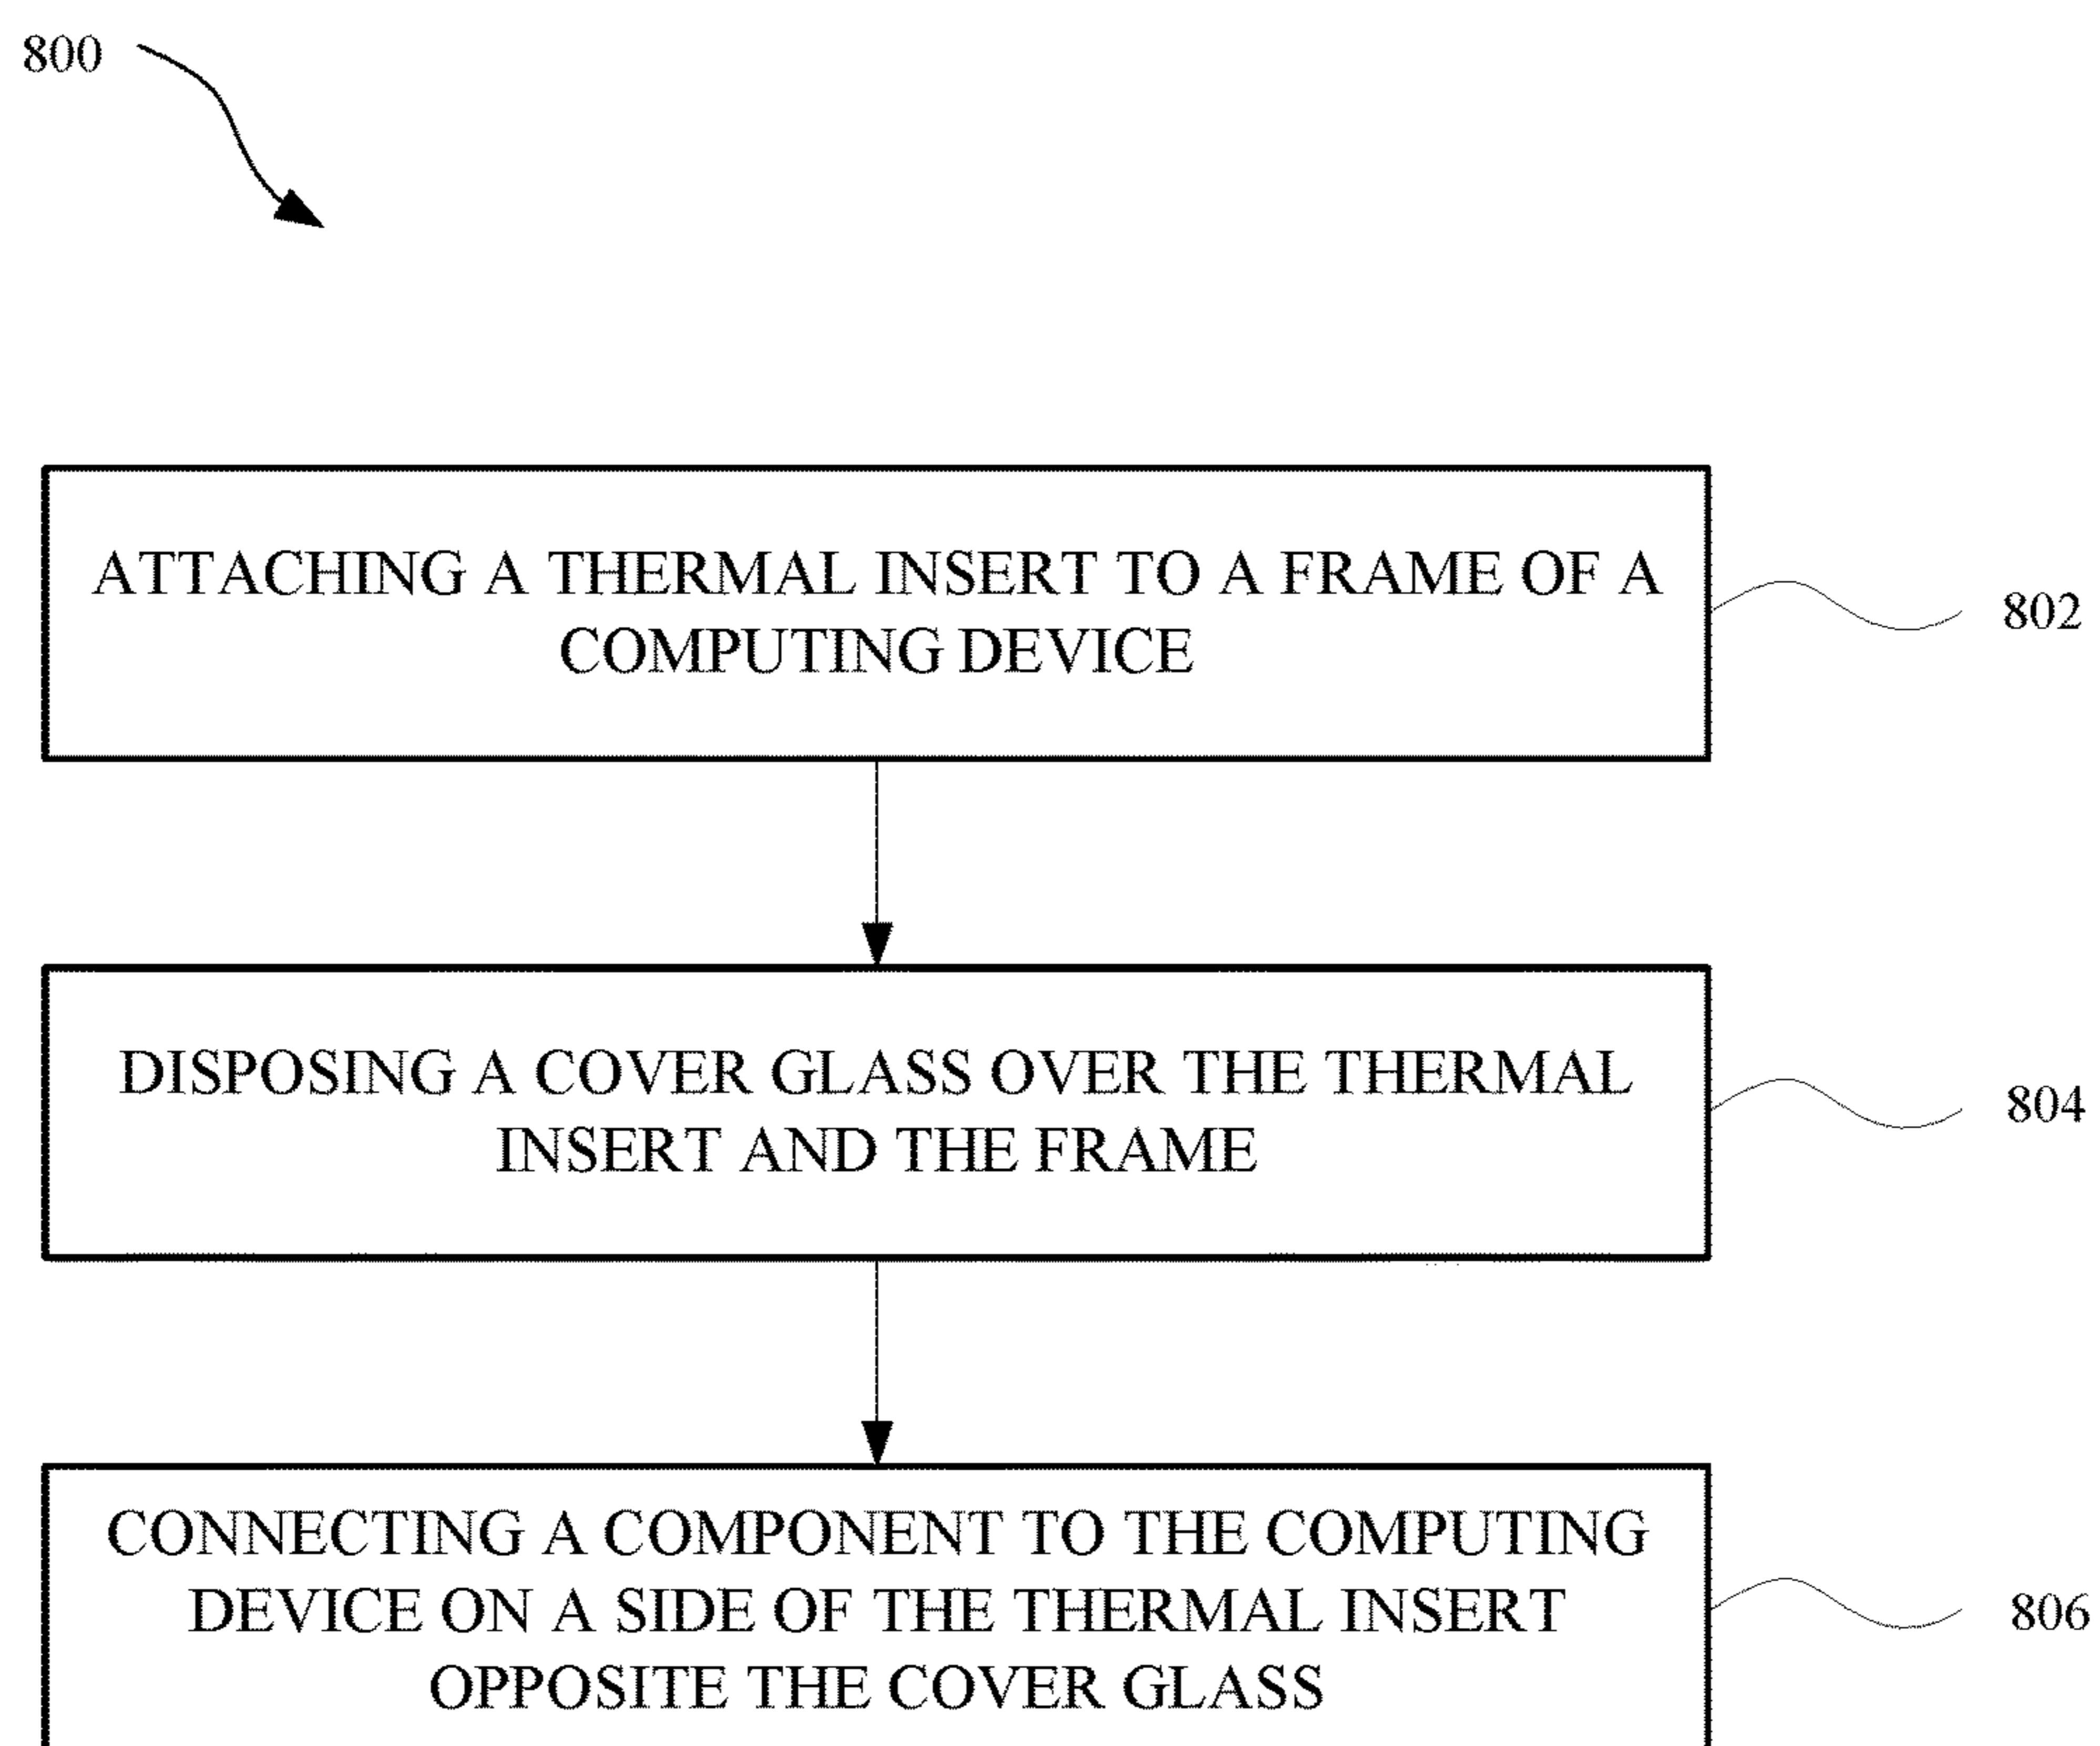 800
ATTACHING A THERMAL INSERT TO A FRAME OF A
COMPUTING DEVICE
802
DISPOSING A COVER GLASS OVER THE THERMAL
INSERT AND THE FRAME
804
CONNECTING A COMPONENT TO THE COMPUTING
DEVICE ON A SIDE OF THE THERMAL INSERT
OPPOSITE THE COVER GLASS
806